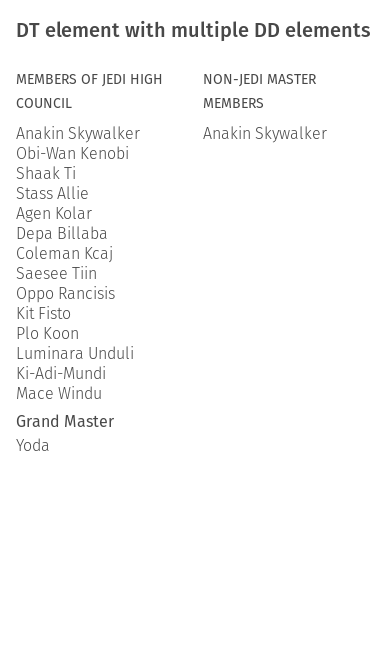 DT element with multiple DD elements
MEMBERS OF JEDI HIGH
COUNCIL
Anakin Skywalker
Obi-Wan Kenobi
Shaak Ti
Stass Allie
Agen Kolar
Depa Billaba
Coleman Kcaj
Saesee Tiin
Oppo Rancisis
Kit Fisto
Plo Koon
Luminara Unduli
Ki-Adi-Mundi
Mace Windu
Grand Master
Yoda
NON-JEDI MASTER
MEMBERS
Anakin Skywalker